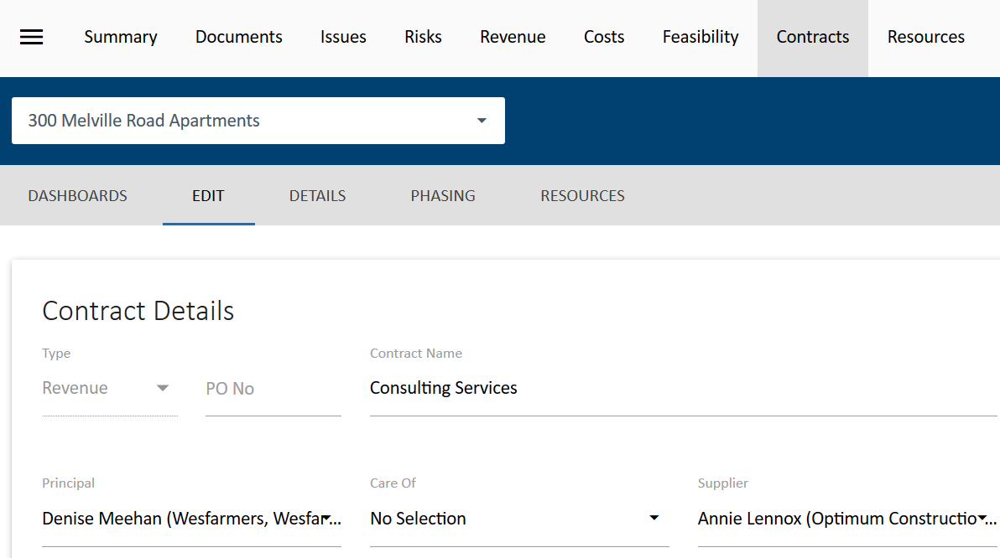 Summary Documents Issues Risks Revenue Costs Feasibility Contracts Resources
300 Melville Road Apartments
DASHBOARDS EDIT DETAILS PHASING RESOURCES
Contract Details
Type Contract Name
Revenue PO No Consulting Services
Principal Care Of Supplier
Denise Meehan (Wesfarmers, Wesfar... No Selection Annie Lennox (Optimum Constructio...